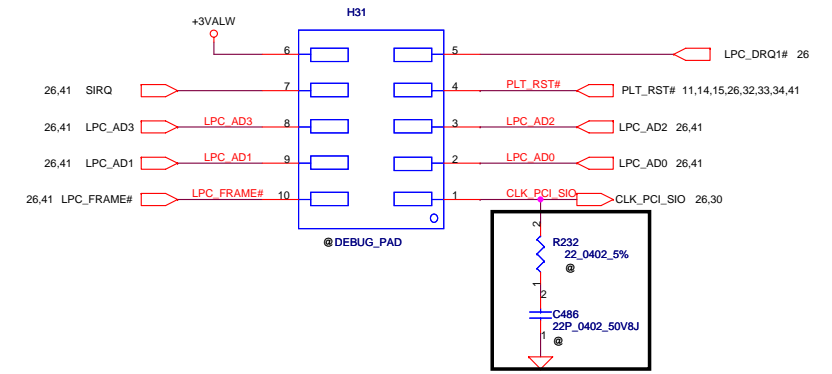 H31
+3VALW
6
5
LPC_DRQ1# 26
26,41 SIRQ
7
4
PLT_RST#
PLT_RST# 11,14,15,26,32,33,34,41
26,41 LPC_AD3
LPC_AD3
8
3
LPC_AD2
LPC_AD2 26,41
26,41 LPC_AD1
LPC_AD1
9
2
LPC_AD0
LPC_AD0 26,41
26,41 LPC_FRAME#
LPC_FRAME#
10
1
CLK_PCI_SIO
CLK_PCI_SIO 26,30
@DEBUG_PAD
2
R232
22_0402_5%
@
1
2
C486
22P_0402_50V8J
1
@